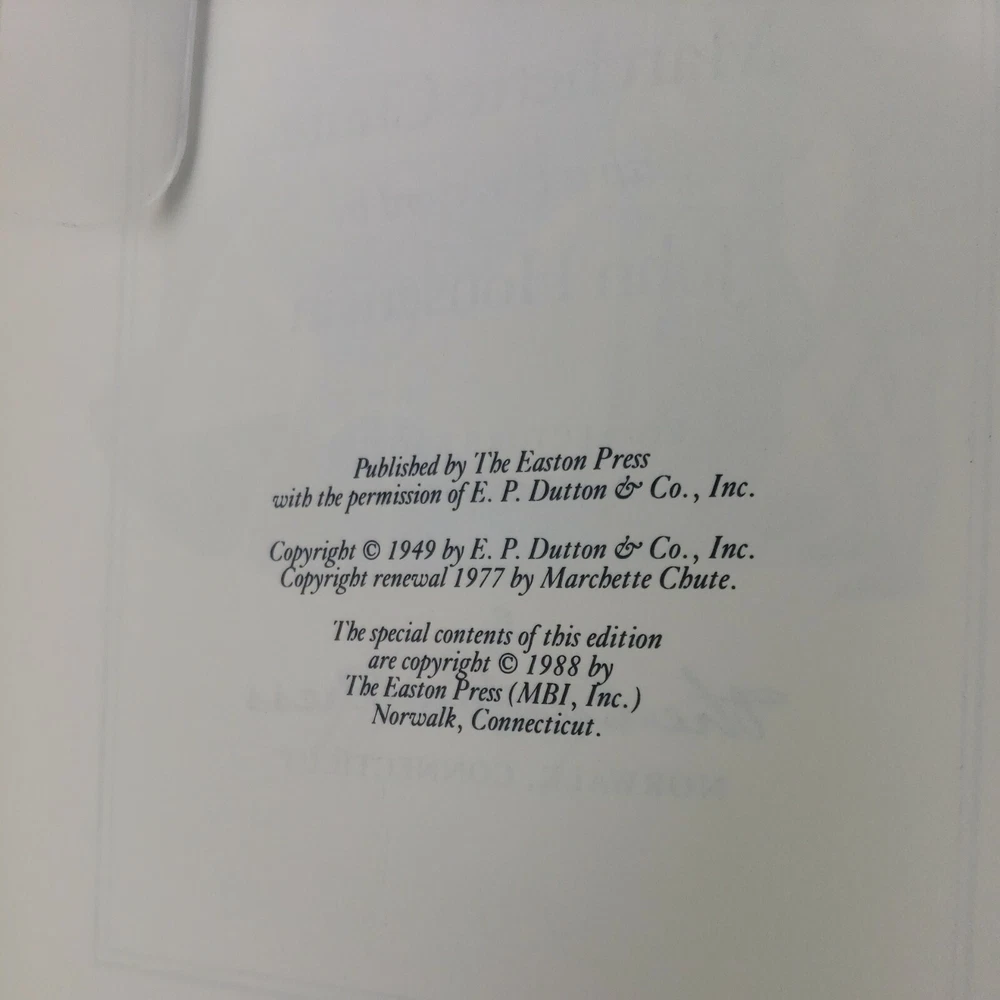 Published by The Easton Press
with the permission of E. P. Dutton & Co., Inc.
Copyright © 1949 by E. P. Dutton & Co., Inc.
Copyright renewal 1977 by Marchette Chute.
The special contents of this edition
are copyright © 1988 by
The Easton Press (MBI, Inc.)
Norwalk, Connecticut.